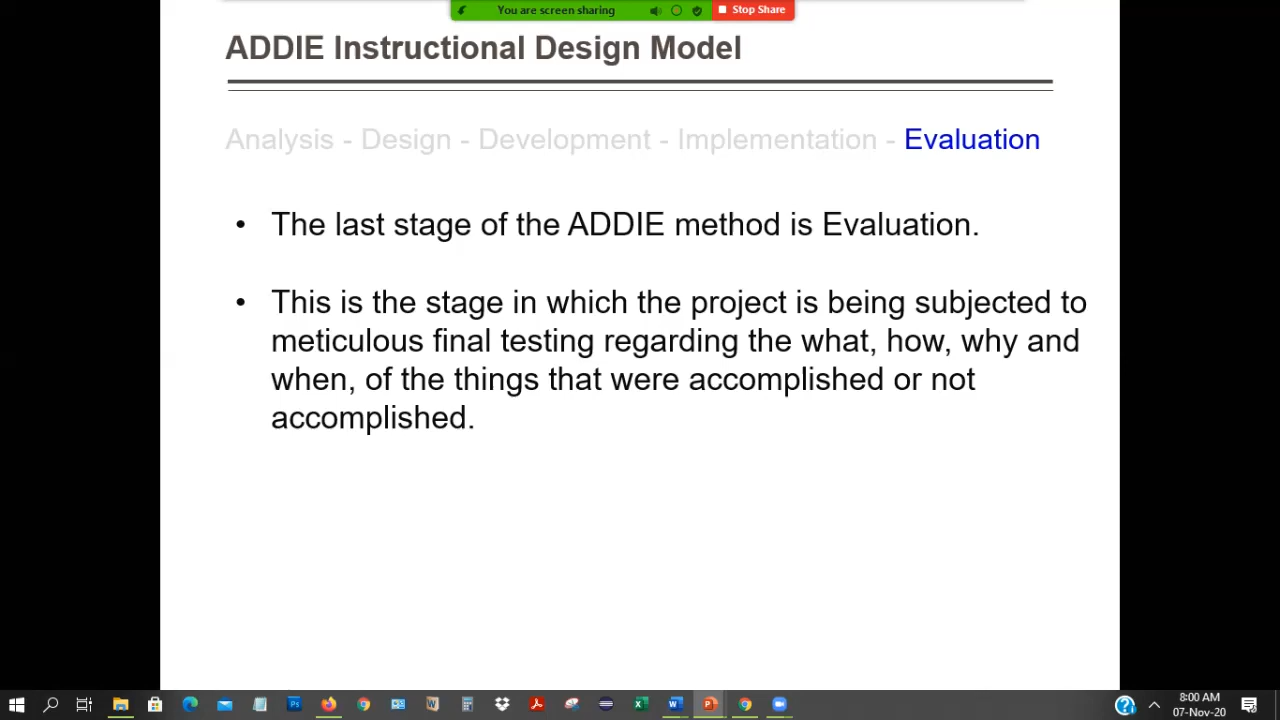 You are screen sharing Stop Share
ADDIE Instructional Design Model
Analysis - Design - Development - Implementation - Evaluation
• The last stage of the ADDIE method is Evaluation.
• This is the stage in which the project is being subjected to
meticulous final testing regarding the what, how, why and
when, of the things that were accomplished or not
accomplished.
8:00 AM
07-Nov-20